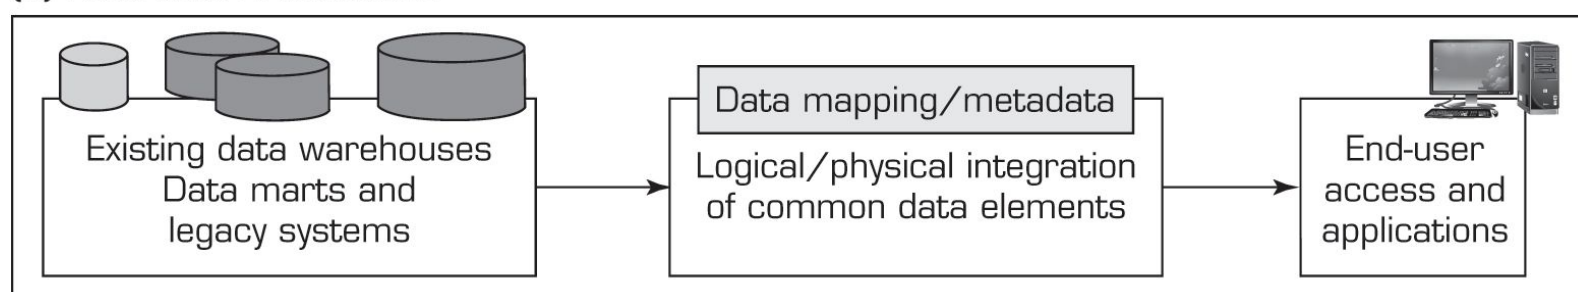 Existing data warehouses
Data marts and
legacy systems
Data mapping/metadata
Logical/physical integration
of common data elements
End-user
access and
applications